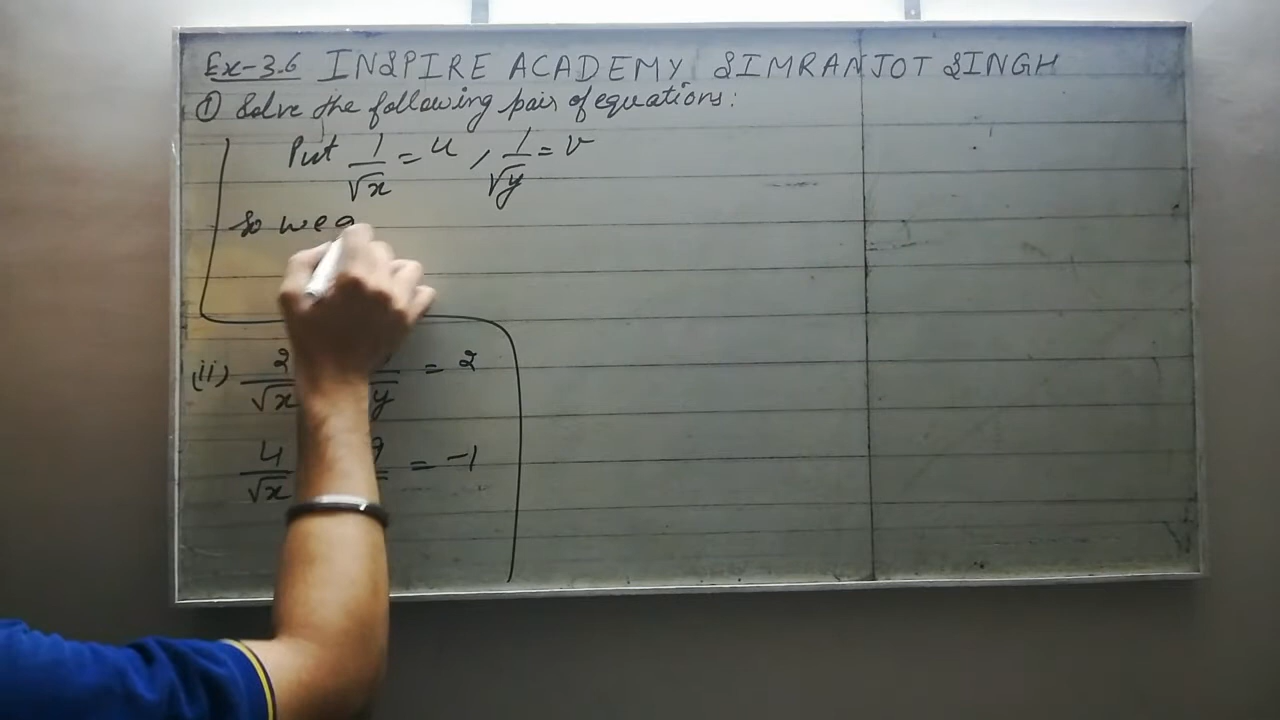 Ex-3.6 INSPIRE ACADEMY SIMRANJOT SINGH
① Solve the following pair of equations:
Put 1/√x = u , 1/√y = v
So we g
(ii) 2/√x y = 2
4/√x 9 = -1